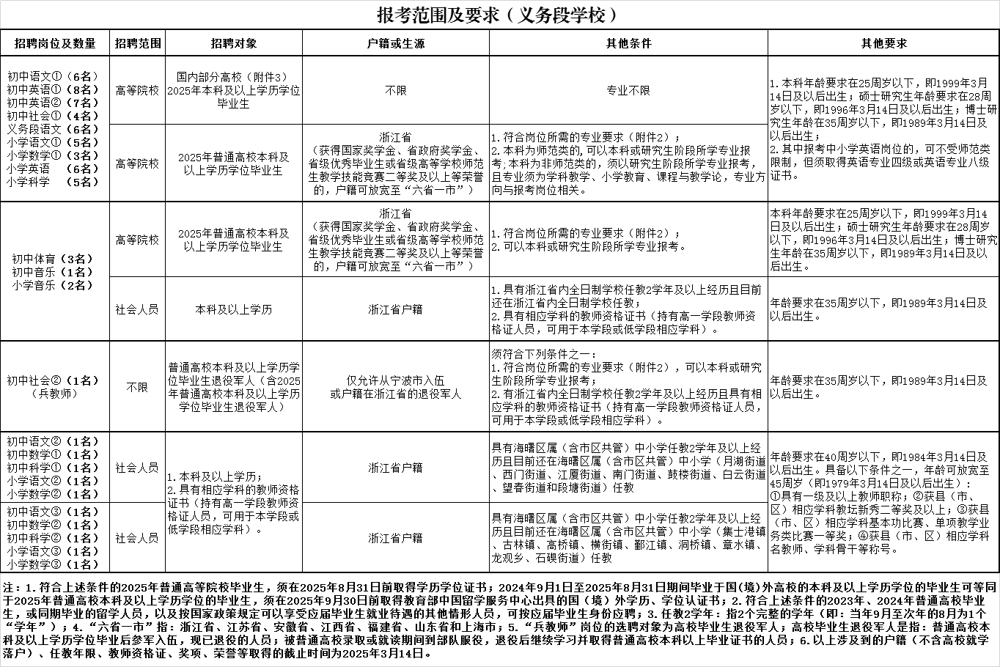 报考范围及要求（义务段学校）
招聘岗位及数量 招聘范围 招聘对象 户籍或生源 其他条件 其他要求
初中语文①（6名）
初中英语①（8名）
初中英语②（7名）
初中社会①（4名）
义务段语文（6名）
小学语文①（5名）
小学数学①（3名）
小学英语　（6名）
小学科学　（5名）
高等院校
国内部分高校（附件3）
2025年本科及以上学历学位
毕业生
不限
专业不限
高等院校
2025年普通高校本科及
以上学历学位毕业生
浙江省
（获得国家奖学金、省政府奖学金、
省级优秀毕业生或省级高等学校师范
生教学技能竞赛二等奖及以上等荣誉
的，户籍可放宽至“六省一市”）
1.符合岗位所需的专业要求（附件2）；
2.本科为师范类的,可以本科或研究生阶段所学专业报
考;本科为非师范类的，须以研究生阶段所学专业报考，
且专业须为学科教学、小学教育、课程与教学论，专业方
向与报考岗位相关。
1.本科年龄要求在25周岁以下，即1999年3月
14日及以后出生；硕士研究生年龄要求在28周
岁以下，即1996年3月14日及以后出生；博士研
究生年龄在35周岁以下，即1989年3月14日及
以后出生；
2.其中报考中小学英语岗位的，可不受师范类
限制，但须取得英语专业四级或英语专业八级
证书。
初中体育（3名）
初中音乐（1名）
小学音乐（2名）
高等院校
2025年普通高校本科及
以上学历学位毕业生
浙江省
（获得国家奖学金、省政府奖学金、
省级优秀毕业生或省级高等学校师范
生教学技能竞赛二等奖及以上等荣誉
的，户籍可放宽至“六省一市”）
1.符合岗位所需的专业要求（附件2）；
2.可以本科或研究生阶段所学专业报考。
本科年龄要求在25周岁以下，即1999年3月14
日及以后出生；硕士研究生年龄要求在28周岁
以下，即1996年3月14日及以后出生；博士研究
生年龄在35周岁以下，即1989年3月14日及以
后出生。
社会人员
本科及以上学历
浙江省户籍
1.具有浙江省内全日制学校任教2学年及以上经历且目前
还在浙江省内全日制学校任教；
2.具有相应学科的教师资格证书（持有高一学段教师资
格证人员，可用于本学段或低学段相应学科）。
年龄要求在35周岁以下，即1989年3月14日及
以后出生。
初中社会②（1名）
（兵教师）
不限
普通高校本科及以上学历学
位毕业生退役军人（含2025
年普通高校本科及以上学历
学位毕业生退役军人）
仅允许从宁波市入伍
或户籍在浙江省的退役军人
须符合下列条件之一：
1.符合岗位所需的专业要求（附件2），可以本科或研究
生阶段所学专业报考；
2.有浙江省内全日制学校任教2学年及以上经历且具有相
应学科的教师资格证书（持有高一学段教师资格证人员，
可用于本学段或低学段相应学科）。
年龄要求在35周岁以下，即1989年3月14日及
以后出生。
初中语文②（1名）
初中数学①（1名）
初中科学①（1名）
小学语文②（1名）
小学数学②（1名）
社会人员
1.本科及以上学历；
2.具有相应学科的教师资格
证书（持有高一学段教师资
格证人员，可用于本学段或
低学段相应学科）。
浙江省户籍
具有海曙区属（含市区共管）中小学任教2学年及以上经
历且目前还在海曙区属（含市区共管）中小学（月湖街道
、西门街道、江厦街道、南门街道、鼓楼街道、白云街道
、望春街道和段塘街道）任教
年龄要求在40周岁以下，即1984年3月14日及
以后出生。具备以下条件之一，年龄可放宽至
45周岁（即1979年3月14日及以后出生）：
①具有一级及以上教师职称；②获县（市、
区）相应学科教坛新秀二等奖及以上；③获县
（市、区）相应学科基本功比赛、单项教学业
务类比赛一等奖；④获县（市、区）相应学科
名教师、学科骨干等称号。
初中语文③（1名）
初中数学②（1名）
初中科学②（1名）
小学语文③（1名）
小学数学③（1名）
社会人员
浙江省户籍
具有海曙区属（含市区共管）中小学任教2学年及以上经
历且目前还在海曙区属（含市区共管）中小学（集士港镇
、古林镇、高桥镇、横街镇、鄞江镇、洞桥镇、章水镇、
龙观乡、石碶街道）任教
注：1.符合上述条件的2025年普通高等院校毕业生，须在2025年8月31日前取得学历学位证书；2024年9月1日至2025年8月31日期间毕业于国(境)外高校的本科及以上学历学位的毕业生可等同
于2025年普通高校本科及以上学历学位的毕业生，须在2025年9月30日前取得教育部中国留学服务中心出具的国（境）外学历、学位认证书；2.符合上述条件的2023年、2024年普通高校毕业
生，或同期毕业的留学人员，以及按国家政策规定可以享受应届毕业生就业待遇的其他情形人员，可按应届毕业生身份应聘；3.任教2学年：指2个完整的学年（即：当年9月至次年的8月为1个
“学年”）；4.“六省一市”指：浙江省、江苏省、安徽省、江西省、福建省、山东省和上海市；5.“兵教师”岗位的选聘对象为高校毕业生退役军人；高校毕业生退役军人是指：普通高校本
科及以上学历学位毕业后参军入伍，现已退役的人员；被普通高校录取或就读期间到部队服役，退役后继续学习并取得普通高校本科以上毕业证书的人员；6.以上涉及到的户籍（不含高校就学
落户）、任教年限、教师资格证、奖项、荣誉等取得的截止时间为2025年3月14日。